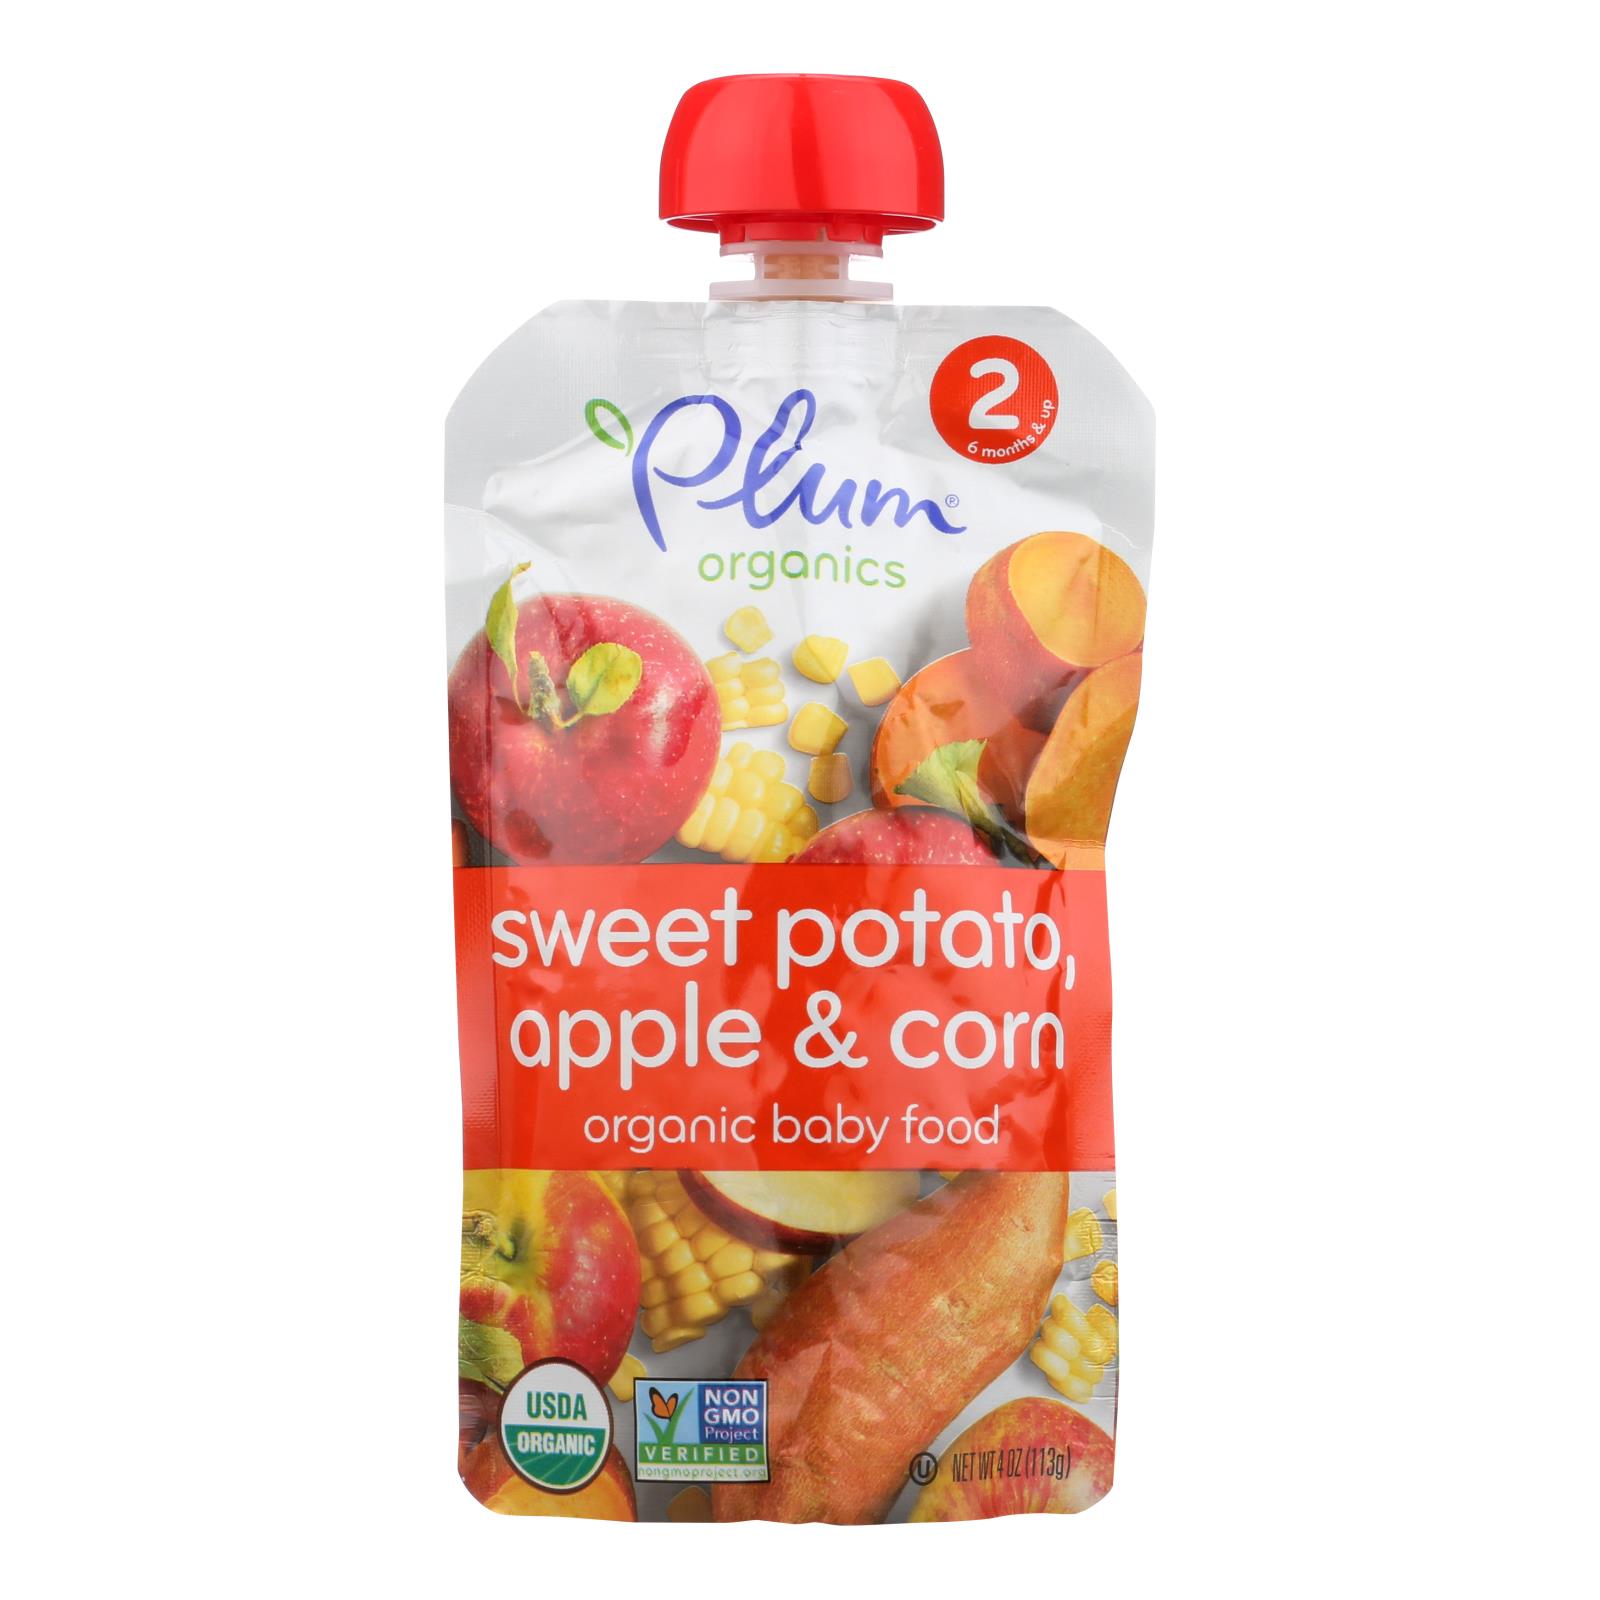 2
6 months & up
Plum®
organics
sweet potato,
apple & corn
organic baby food
USDA
ORGANIC
NON
GMO
Project
VERIFIED
nongmoproject.org
U NET WT 4 OZ (113g)